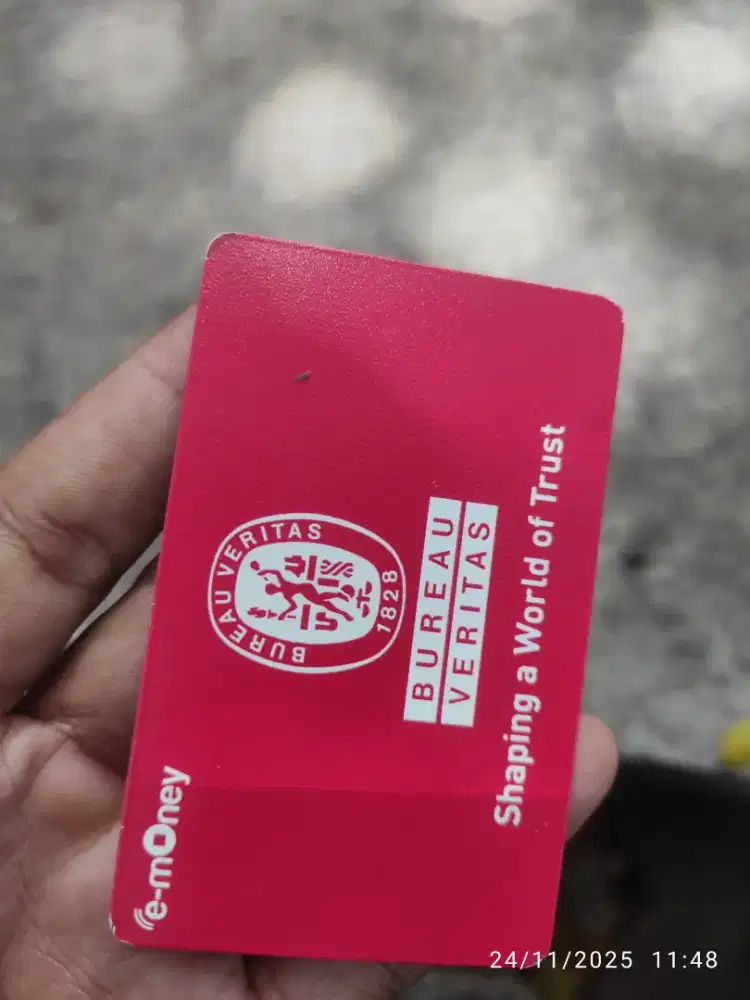 e-mOney
BUREAU VERITAS
1828
BUREAU
VERITAS
Shaping a World of Trust
24/11/2025 11:48